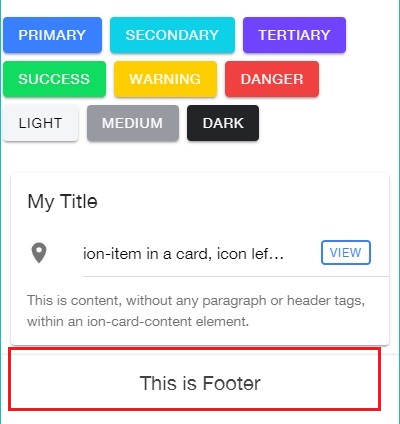 PRIMARY SECONDARY TERTIARY
SUCCESS WARNING DANGER
LIGHT MEDIUM DARK
My Title
ion-item in a card, icon lef… VIEW
This is content, without any paragraph or header tags,
within an ion-card-content element.
This is Footer